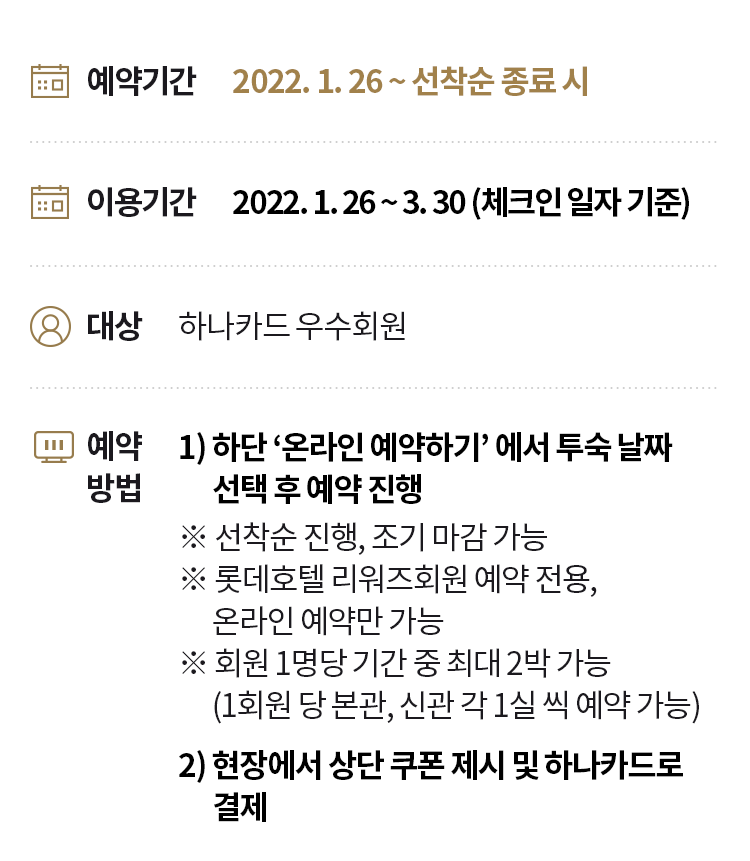 예약기간 2022. 1. 26 ~ 선착순 종료 시
이용기간 2022. 1. 26 ~ 3. 30 (체크인 일자 기준)
대상 하나카드 우수회원
예약 1) 하단 ‘온라인 예약하기’ 에서 투숙 날짜
방법 선택 후 예약 진행
※ 선착순 진행, 조기 마감 가능
※ 롯데호텔 리워즈회원 예약 전용,
온라인 예약만 가능
※ 회원 1명당 기간 중 최대 2박 가능
(1회원 당 본관, 신관 각 1실 씩 예약 가능)
2) 현장에서 상단 쿠폰 제시 및 하나카드로
결제